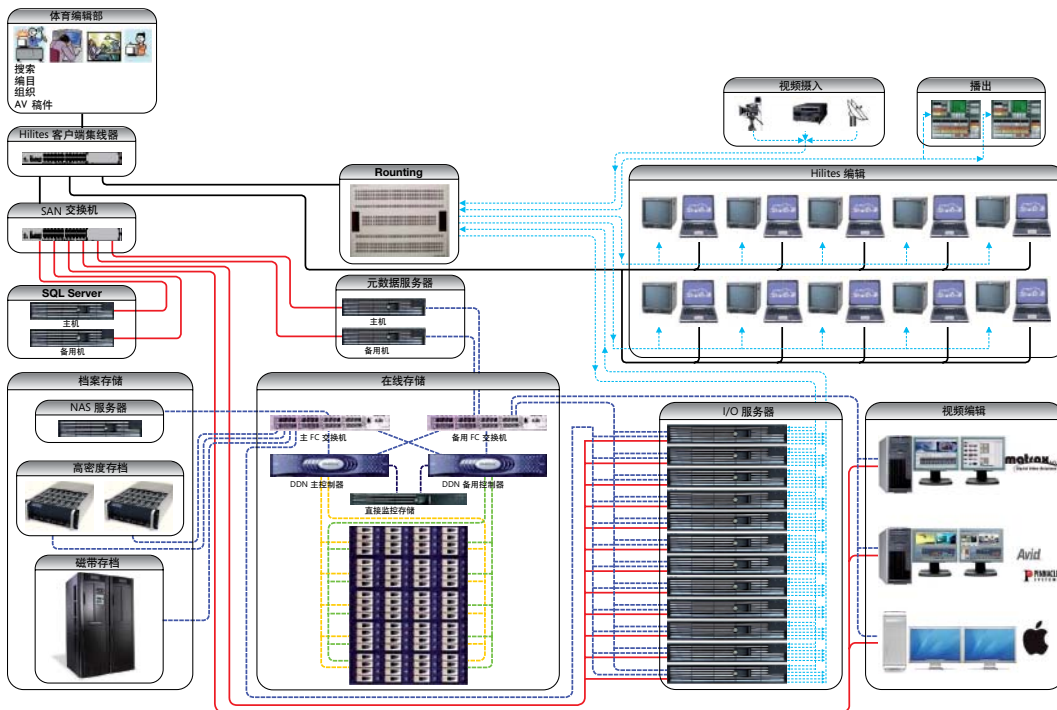 体育编辑部
搜索
编目
组织
AV 稿件
Hilites 客户端集线器
SAN 交换机
SQL Server
主机
备用机
Rounting
元数据服务器
主机
备用机
视频摄入
播出
Hilites 编辑
档案存储
NAS 服务器
高密度存档
磁带存档
在线存储
主 FC 交换机
备用 FC 交换机
DDN 主控制器
DDN 备用控制器
直接监控存储
I/O 服务器
视频编辑
matrox
Avid
PINNACLE
SYSTEMS